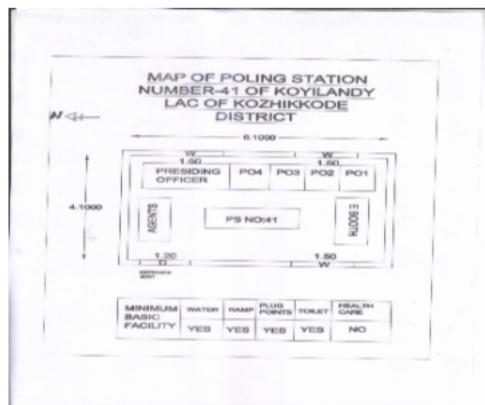 MAP OF POLING STATION
NUMBER-41 OF KOYILANDY
LAC OF KOZHIKKODE
DISTRICT
N
6.1000
W
W
1.50
1.50
PRESIDING
OFFICER
PO4
PO3
PO2
PO1
4.1000
AGENTS
PS NO:41
E BOOTH
1.20
1.50
D
W
MINIMUM
BASIC
FACILITY
WATER
RAMP
PLUG
POINTS
TOILET
HEALTH
CARE
YES
YES
YES
YES
NO